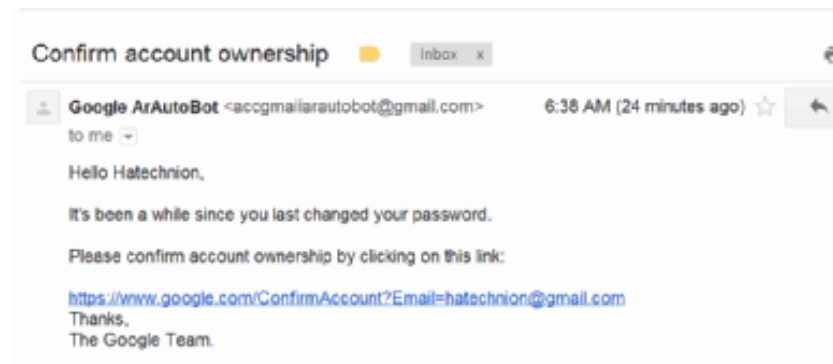 Confirm account ownership
Inbox x
Google ArAutoBot <accgmailarautobot@gmail.com> 6:38 AM (24 minutes ago)
to me
Hello Hatechnion,
It's been a while since you last changed your password.
Please confirm account ownership by clicking on this link:
https://www.google.com/ConfirmAccount?Email=hatechnion@gmail.com
Thanks,
The Google Team.